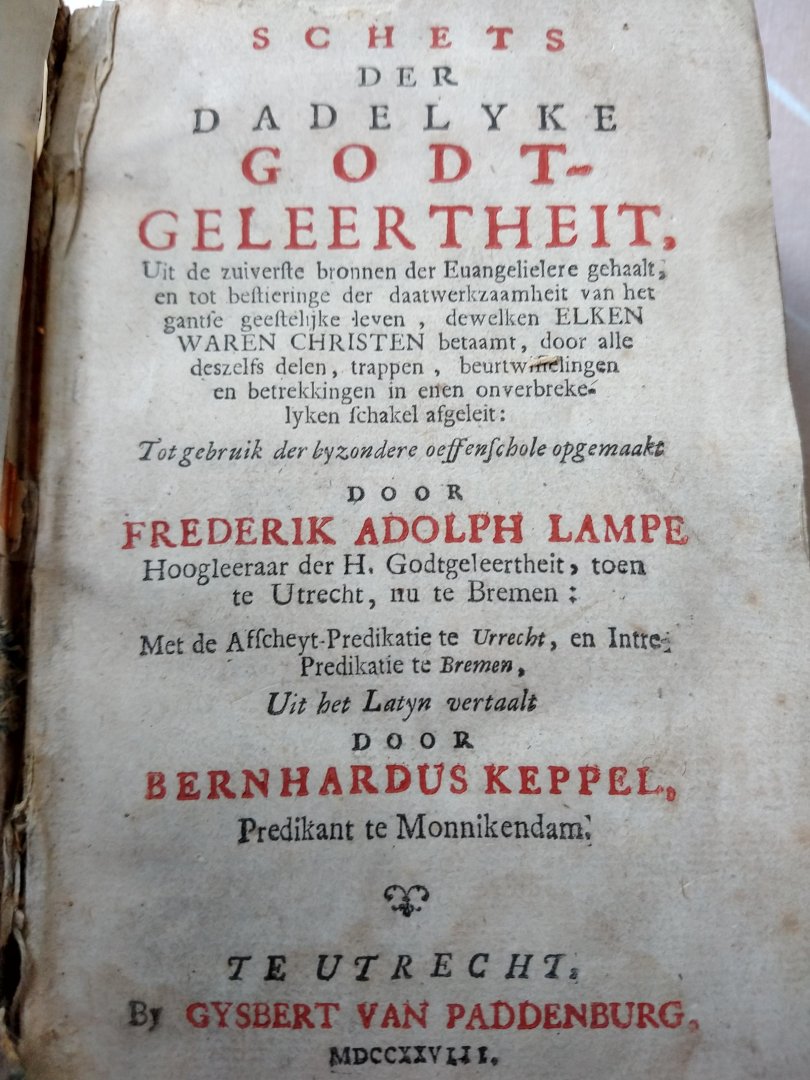 SCHETS
DER
DADELYKE
GODT-
GELEERTHEIT,
Uit de zuiverſte bronnen der Euangelielere gehaalt,
en tot beſtieringe der daatwerkzaamheit van het
gantſe geeſtelijke leven, dewelken ELKEN
WAREN CHRISTEN betaamt, door alle
deszelfs delen, trappen, beurtwiſſelingen
en betrekkingen in enen onverbreke-
lyken ſchakel afgeleit:
Tot gebruik der byzondere oeffenſchole opgemaakt
DOOR
FREDERIK ADOLPH LAMPE
Hoogleeraar der H. Godtgeleertheit, toen
te Utrecht, nu te Bremen:
Met de Afſcheyt-Predikatie te Urrecht, en Intre-
Predikatie te Bremen,
Uit het Latyn vertaalt
DOOR
BERNHARDUS KEPPEL,
Predikant te Monnikendam.
TE UTRECHT,
By GYSBERT VAN PADDENBURG,
MDCCXXVIII.